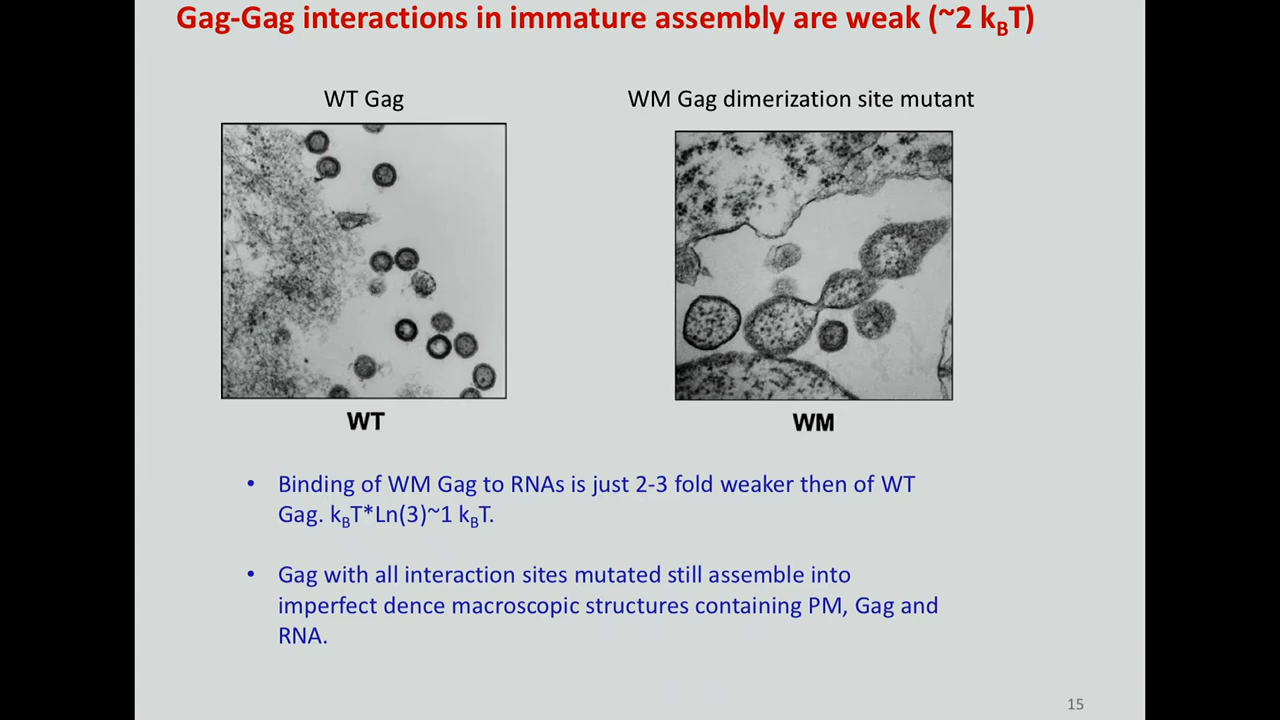 Gag-Gag interactions in immature assembly are weak (~2 kBT)
WT Gag
WM Gag dimerization site mutant
WT
WM
• Binding of WM Gag to RNAs is just 2-3 fold weaker then of WT
Gag. kBT*Ln(3)~1 kBT.
• Gag with all interaction sites mutated still assemble into
imperfect dence macroscopic structures containing PM, Gag and
RNA.
15